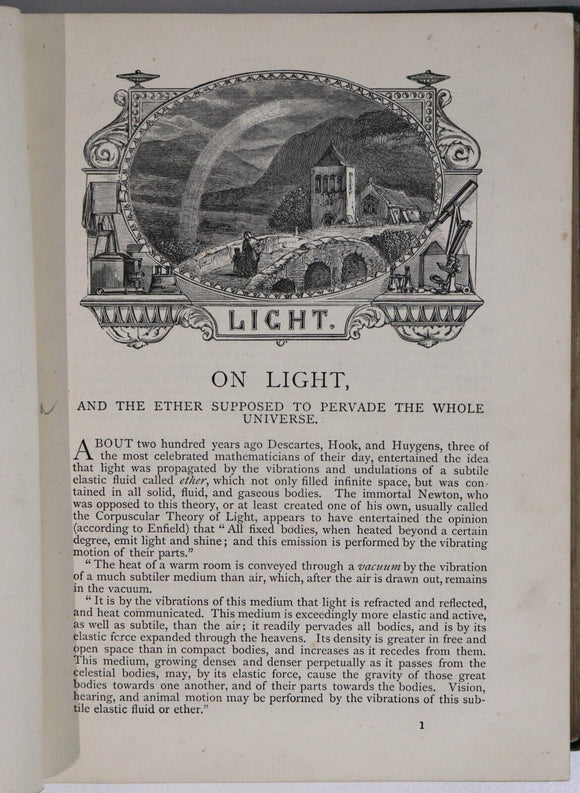 LIGHT.
ON LIGHT,
AND THE ETHER SUPPOSED TO PERVADE THE WHOLE
UNIVERSE.
ABOUT two hundred years ago Descartes, Hook, and Huygens, three of
the most celebrated mathematicians of their day, entertained the idea
that light was propagated by the vibrations and undulations of a subtile
elastic fluid called ether, which not only filled infinite space, but was con-
tained in all solid, fluid, and gaseous bodies. The immortal Newton, who
was opposed to this theory, or at least created one of his own, usually called
the Corpuscular Theory of Light, appears to have entertained the opinion
(according to Enfield) that “ All fixed bodies, when heated beyond a certain
degree, emit light and shine ; and this emission is performed by the vibrating
motion of their parts.”
“ The heat of a warm room is conveyed through a vacuum by the vibration
of a much subtiler medium than air, which, after the air is drawn out, remains
in the vacuum.
“ It is by the vibrations of this medium that light is refracted and reflected,
and heat communicated. This medium is exceedingly more elastic and active,
as well as subtile, than the air ; it readily pervades all bodies, and is by its
elastic force expanded through the heavens. Its density is greater in free and
open space than in compact bodies, and increases as it recedes from them.
This medium, growing denser and denser perpetually as it passes from the
celestial bodies, may, by its elastic force, cause the gravity of those great
bodies towards one another, and of their parts towards the bodies. Vision,
hearing, and animal motion may be performed by the vibrations of this sub-
tile elastic fluid or ether.”
1